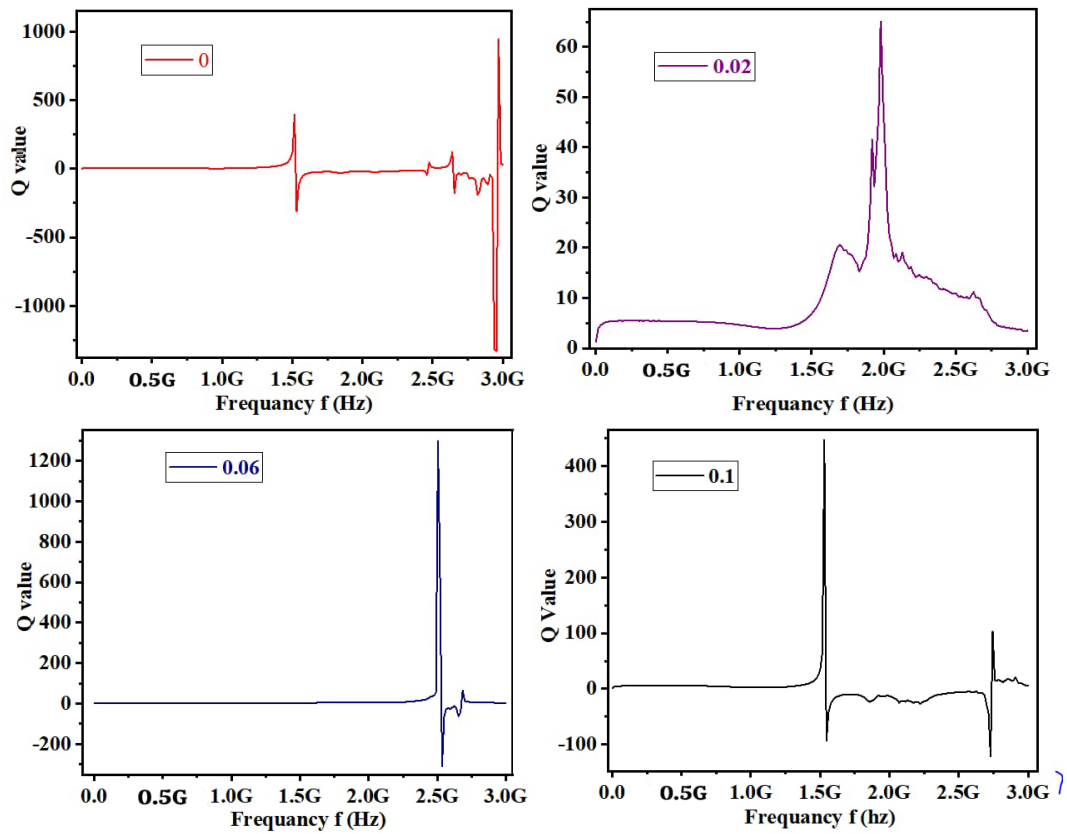 1000
500
0
-500
-1000
Q value
0
0.0
0.5G
1.0G
1.5G
2.0G
2.5G
3.0G
Frequancy f (Hz)
60
50
40
30
20
10
0
Q value
0.02
0.0
0.5G
1.0G
1.5G
2.0G
2.5G
3.0G
Frequancy f (Hz)
1200
1000
800
600
400
200
0
-200
Q value
0.06
0.0
0.5G
1.0G
1.5G
2.0G
2.5G
3.0G
Frequancy f (Hz)
400
300
200
100
0
-100
Q Value
0.1
0.0
0.5G
1.0G
1.5G
2.0G
2.5G
3.0G
Frequancy f (hz)